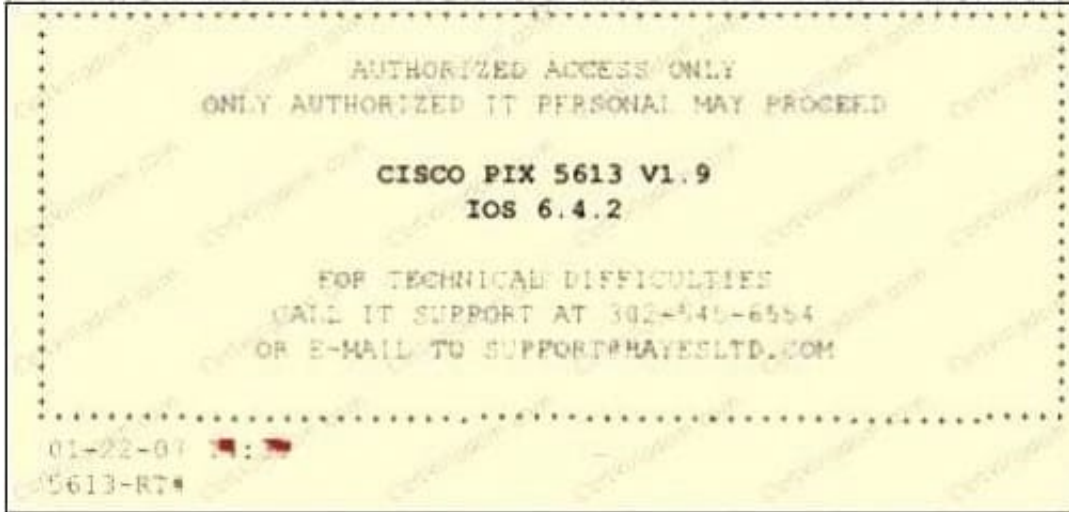 AUTHORIZED ACCESS ONLY
ONLY AUTHORIZED IT PERSONAL MAY PROCEED
CISCO PIX 5613 V1.9
IOS 6.4.2
FOR TECHNICAL DIFFICULTIES
CALL IT SUPPORT AT
OR E-MAIL TO SUPPORT@HAYESLTD.COM
5613-RT#